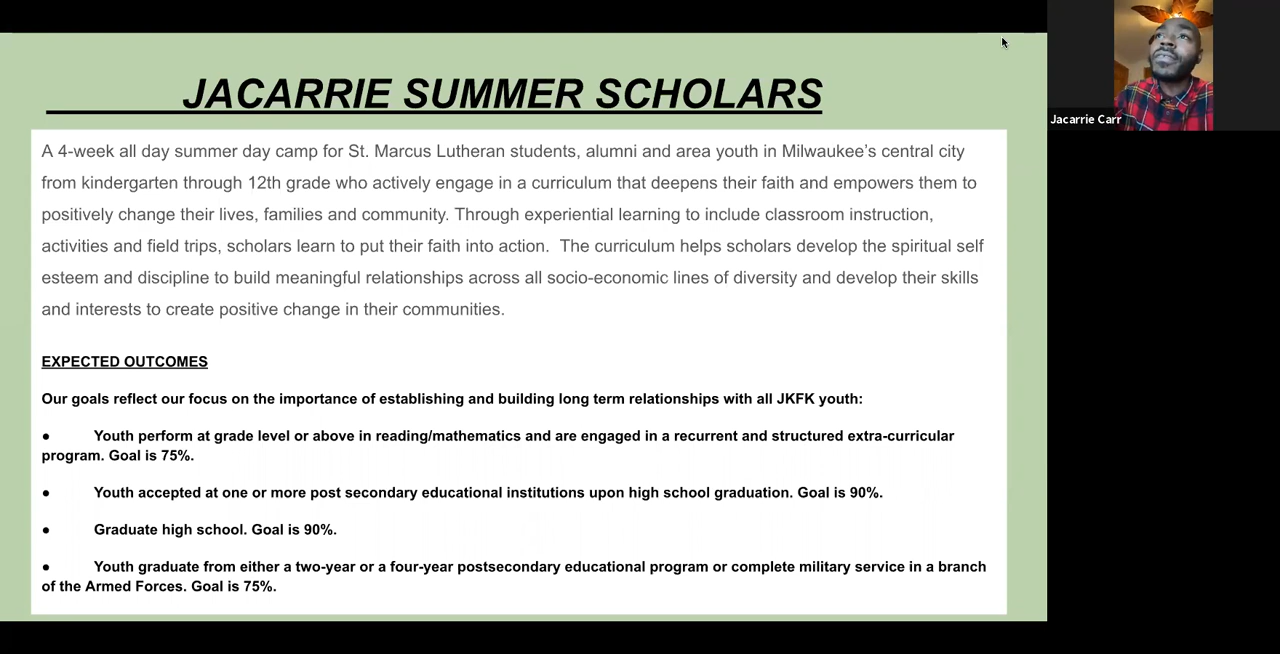 JACARRIE SUMMER SCHOLARS
Jacarrie Carr
A 4-week all day summer day camp for St. Marcus Lutheran students, alumni and area youth in Milwaukee’s central city
from kindergarten through 12th grade who actively engage in a curriculum that deepens their faith and empowers them to
positively change their lives, families and community. Through experiential learning to include classroom instruction,
activities and field trips, scholars learn to put their faith into action.  The curriculum helps scholars develop the spiritual self
esteem and discipline to build meaningful relationships across all socio-economic lines of diversity and develop their skills
and interests to create positive change in their communities.
EXPECTED OUTCOMES
Our goals reflect our focus on the importance of establishing and building long term relationships with all JKFK youth:
● Youth perform at grade level or above in reading/mathematics and are engaged in a recurrent and structured extra-curricular
program. Goal is 75%.
● Youth accepted at one or more post secondary educational institutions upon high school graduation. Goal is 90%.
● Graduate high school. Goal is 90%.
● Youth graduate from either a two-year or a four-year postsecondary educational program or complete military service in a branch
of the Armed Forces. Goal is 75%.